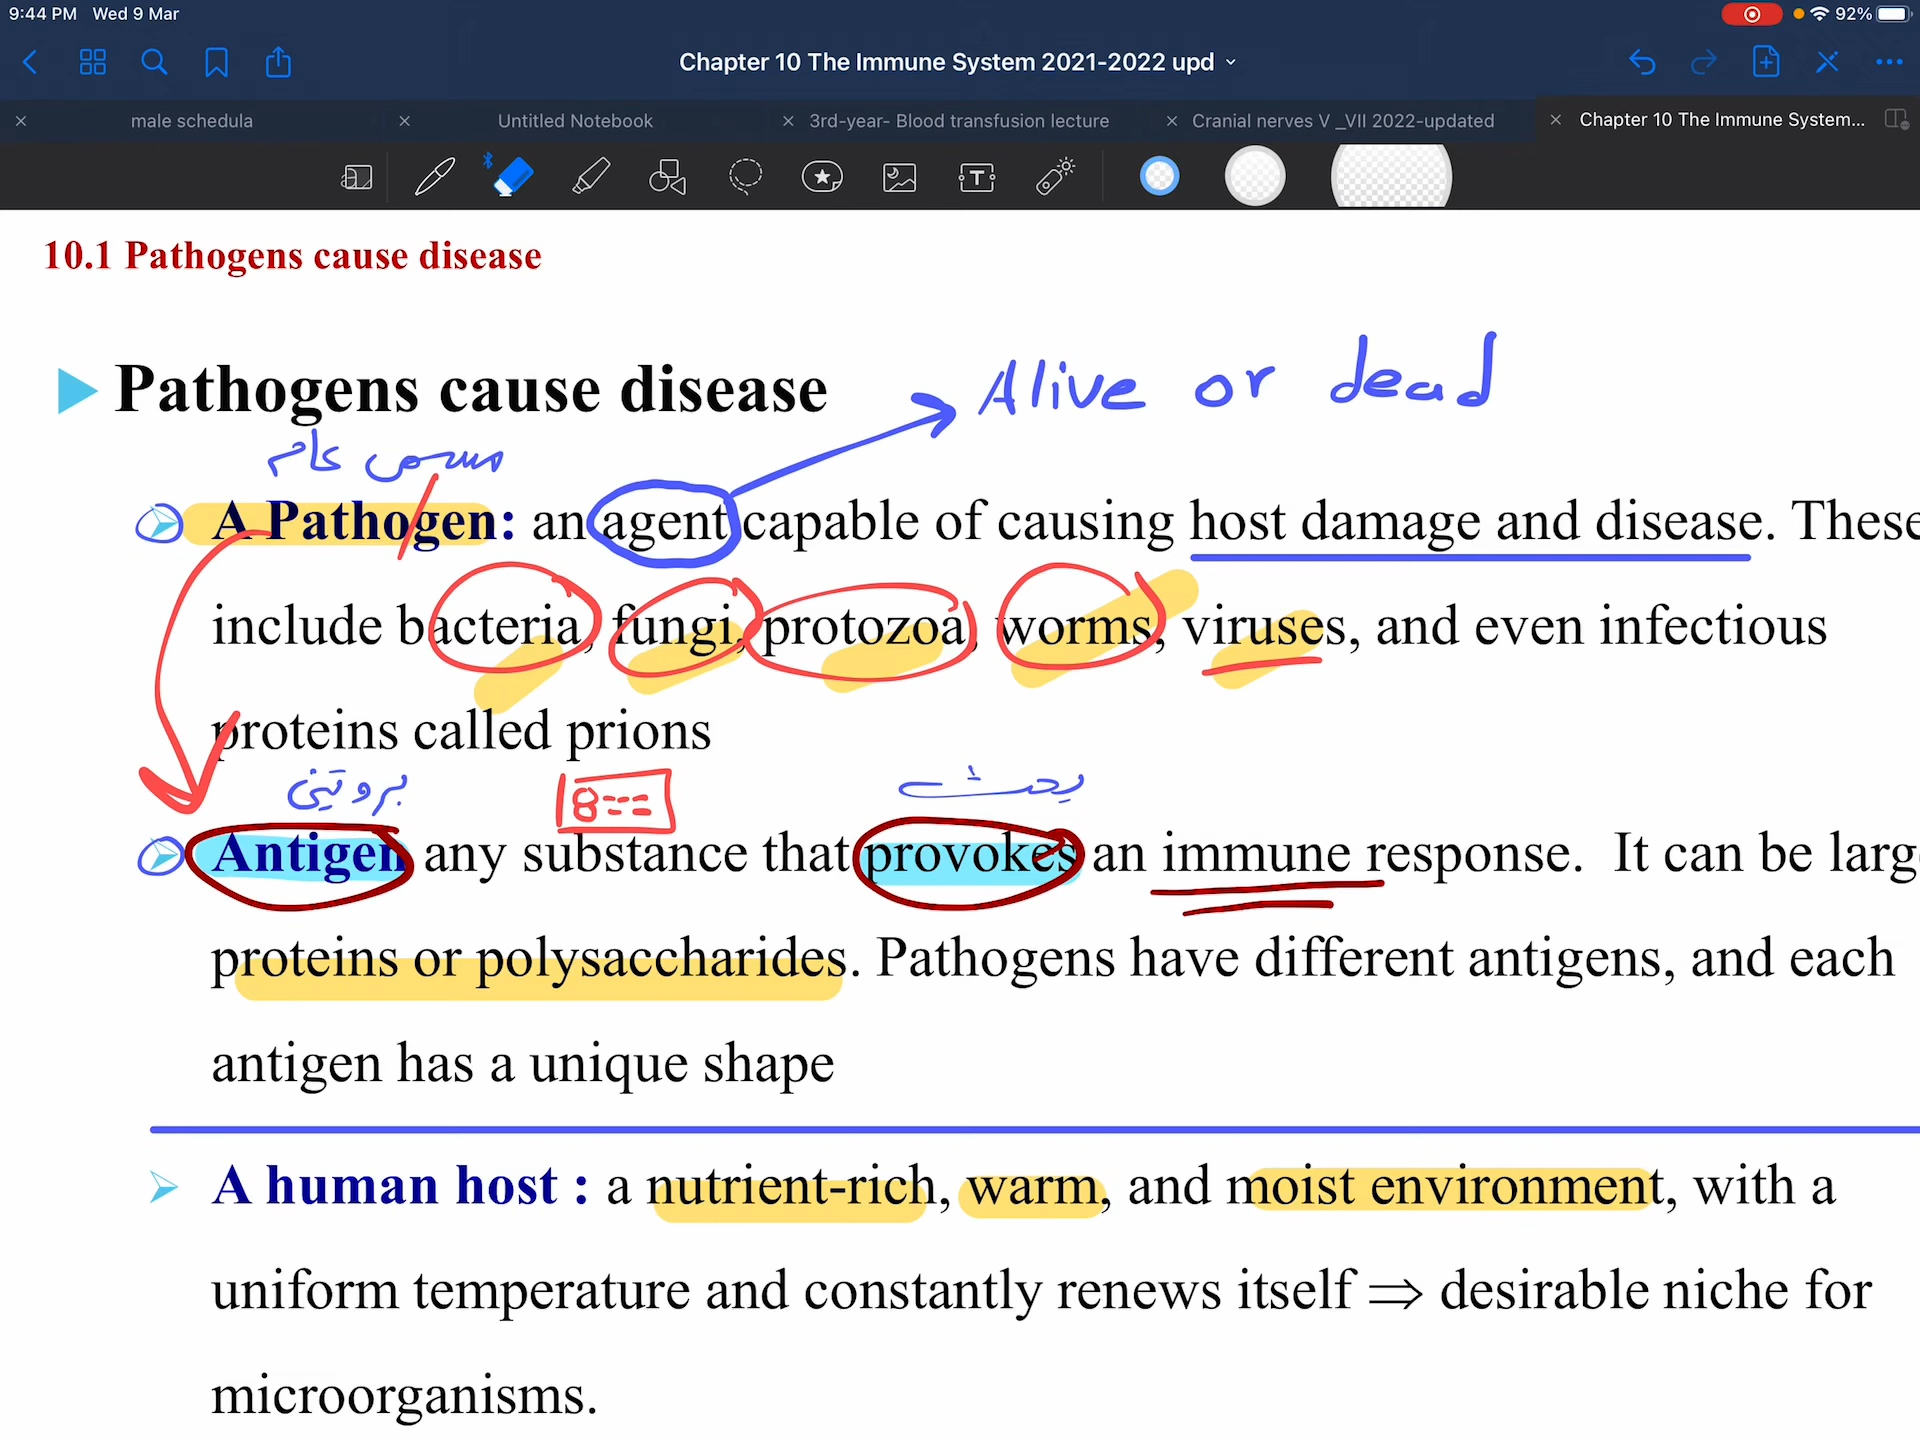 9:44 PM Wed 9 Mar 92%
Chapter 10 The Immune System 2021-2022 upd
male schedula Untitled Notebook 3rd-year- Blood transfusion lecture Cranial nerves V _VII 2022-updated Chapter 10 The Immune System...
10.1 Pathogens cause disease
Alive or dead
Pathogens cause disease
عام
A Pathogen: an agent capable of causing host damage and disease. These
include bacteria, fungi, protozoa, worms, viruses, and even infectious
proteins called prions
بروتين 8 يحث
Antigen any substance that provokes an immune response. It can be larg
proteins or polysaccharides. Pathogens have different antigens, and each
antigen has a unique shape
A human host : a nutrient-rich, warm, and moist environment, with a
uniform temperature and constantly renews itself ⇒ desirable niche for
microorganisms.